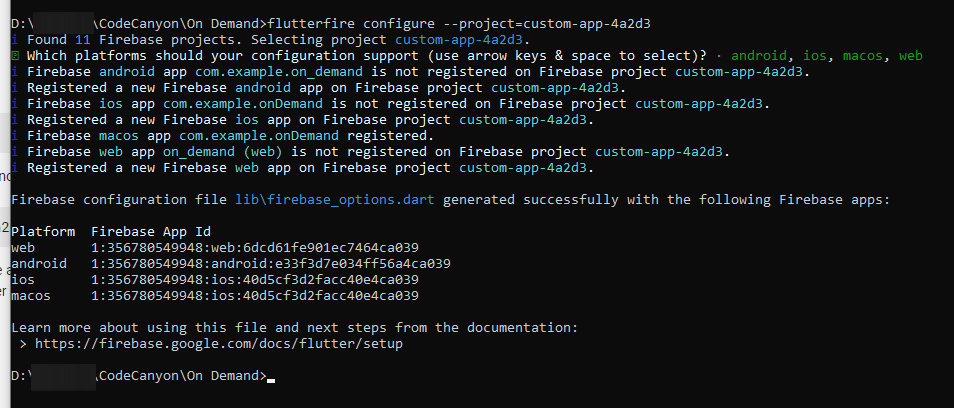 D:\ \CodeCanyon\On Demand>flutterfire configure --project=custom-app-4a2d3
i Found 11 Firebase projects. Selecting project custom-app-4a2d3.
? Which platforms should your configuration support (use arrow keys & space to select)? · android, ios, macos, web
i Firebase android app com.example.on_demand is not registered on Firebase project custom-app-4a2d3.
i Registered a new Firebase android app on Firebase project custom-app-4a2d3.
i Firebase ios app com.example.onDemand is not registered on Firebase project custom-app-4a2d3.
i Registered a new Firebase ios app on Firebase project custom-app-4a2d3.
i Firebase macos app com.example.onDemand registered.
i Firebase web app on_demand (web) is not registered on Firebase project custom-app-4a2d3.
i Registered a new Firebase web app on Firebase project custom-app-4a2d3.
Firebase configuration file lib\firebase_options.dart generated successfully with the following Firebase apps:
Platform  Firebase App Id
web       1:356780549948:web:6dcd61fe901ec7464ca039
android   1:356780549948:android:e33f3d7e034ff56a4ca039
ios       1:356780549948:ios:40d5cf3d2facc40e4ca039
macos     1:356780549948:ios:40d5cf3d2facc40e4ca039
Learn more about using this file and next steps from the documentation:
> https://firebase.google.com/docs/flutter/setup
D:\ \CodeCanyon\On Demand>